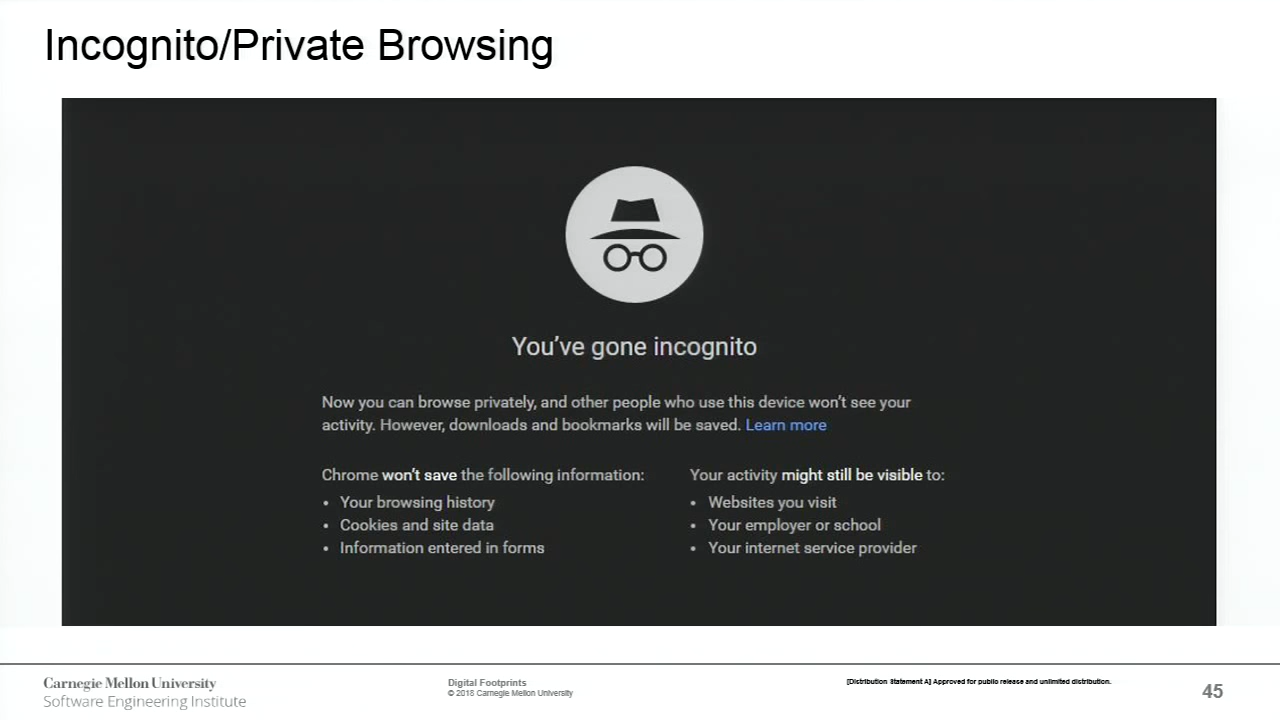 Incognito/Private Browsing
You've gone incognito
Now you can browse privately, and other people who use this device won't see your
activity. However, downloads and bookmarks will be saved. Learn more
Chrome won't save the following information:
• Your browsing history
• Cookies and site data
• Information entered in forms
Your activity might still be visible to:
• Websites you visit
• Your employer or school
• Your internet service provider
Carnegie Mellon University
Software Engineering Institute
Digital Footprints
© 2018 Carnegie Mellon University
[Distribution Statement A] Approved for public release and unlimited distribution.
45